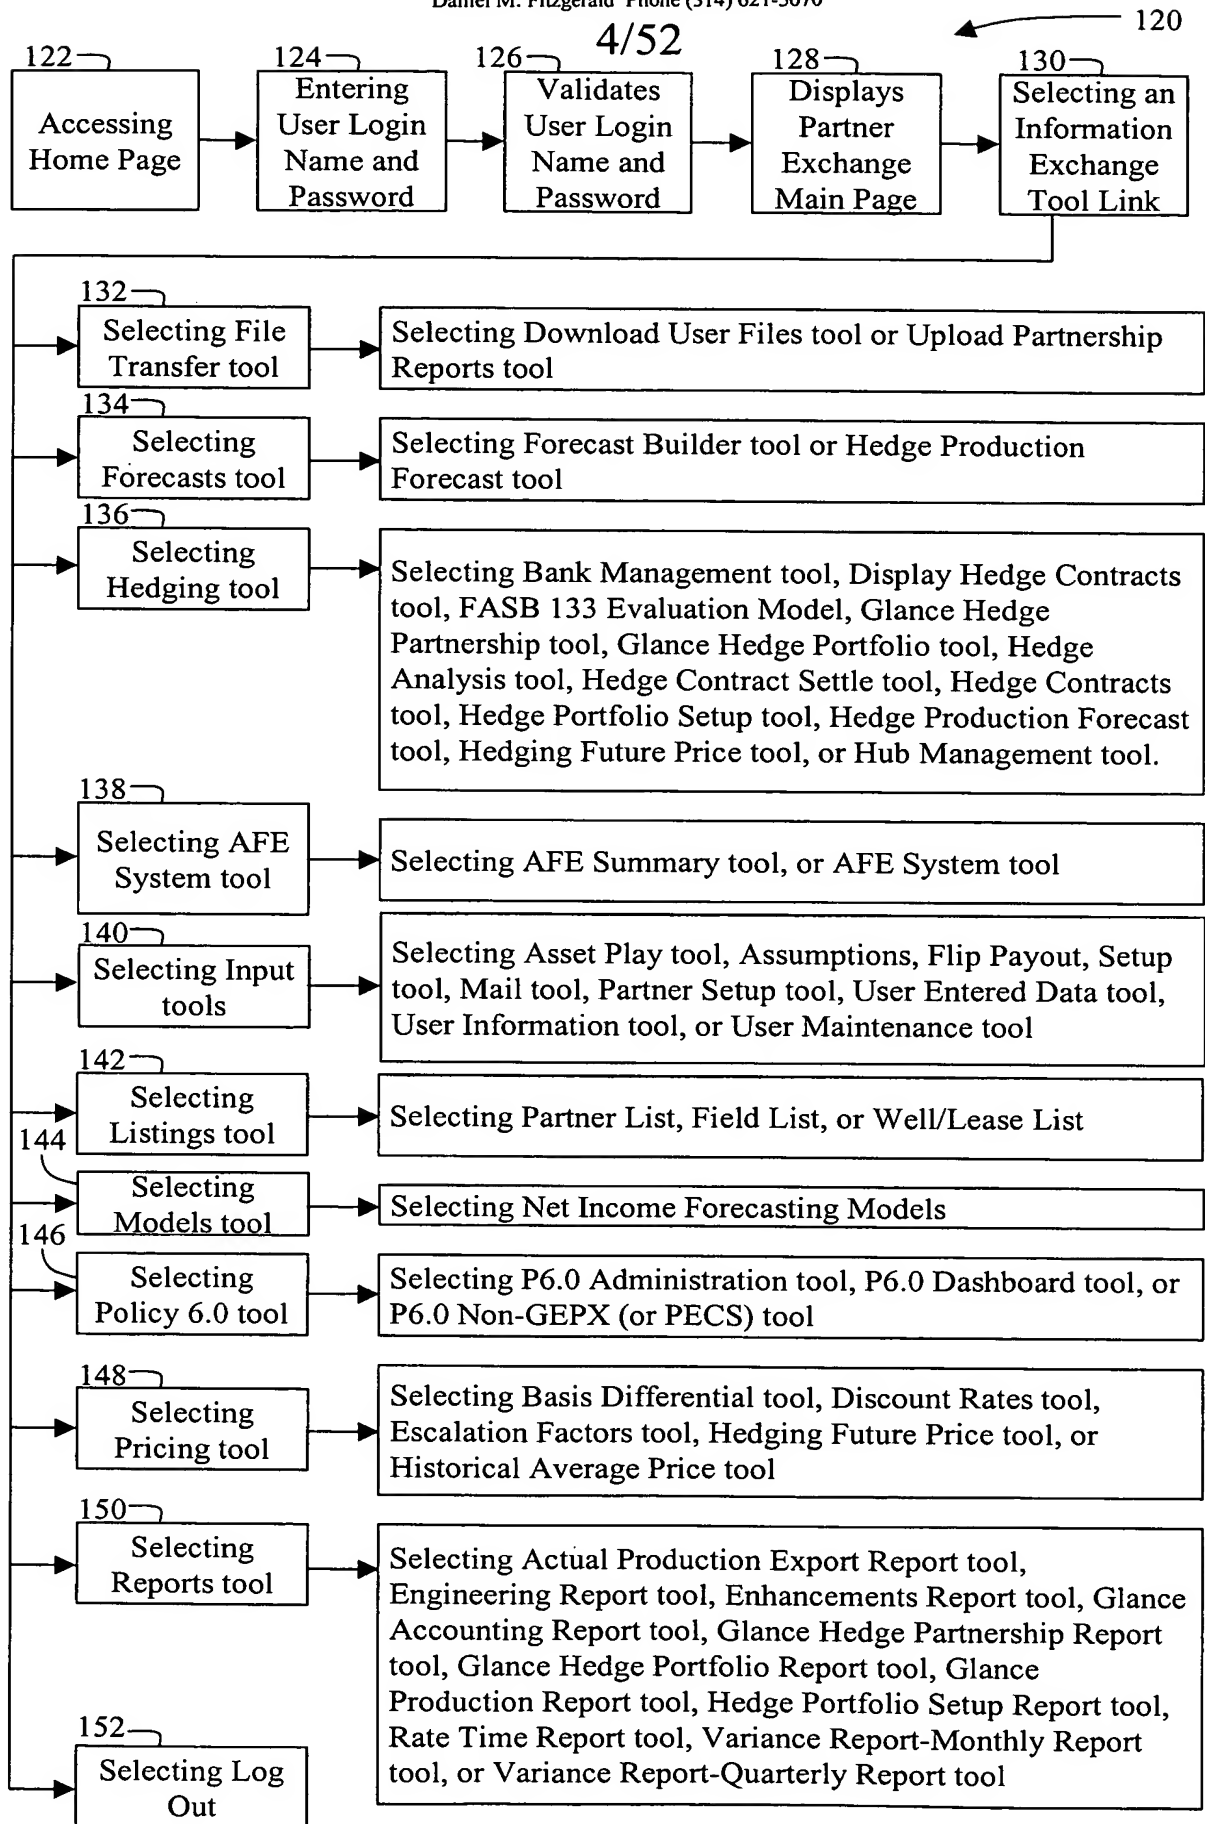 Daniel M. Fitzgerald Phone (314) 621-5070
4/52
120
122
Accessing
Home Page
124
Entering
User Login
Name and
Password
126
Validates
User Login
Name and
Password
128
Displays
Partner
Exchange
Main Page
130
Selecting an
Information
Exchange
Tool Link
132
Selecting File
Transfer tool
Selecting Download User Files tool or Upload Partnership
Reports tool
134
Selecting
Forecasts tool
Selecting Forecast Builder tool or Hedge Production
Forecast tool
136
Selecting
Hedging tool
Selecting Bank Management tool, Display Hedge Contracts
tool, FASB 133 Evaluation Model, Glance Hedge
Partnership tool, Glance Hedge Portfolio tool, Hedge
Analysis tool, Hedge Contract Settle tool, Hedge Contracts
tool, Hedge Portfolio Setup tool, Hedge Production Forecast
tool, Hedging Future Price tool, or Hub Management tool.
138
Selecting AFE
System tool
Selecting AFE Summary tool, or AFE System tool
140
Selecting Input
tools
Selecting Asset Play tool, Assumptions, Flip Payout, Setup
tool, Mail tool, Partner Setup tool, User Entered Data tool,
User Information tool, or User Maintenance tool
142
Selecting
Listings tool
Selecting Partner List, Field List, or Well/Lease List
144
Selecting
Models tool
Selecting Net Income Forecasting Models
146
Selecting
Policy 6.0 tool
Selecting P6.0 Administration tool, P6.0 Dashboard tool, or
P6.0 Non-GEPX (or PECS) tool
148
Selecting
Pricing tool
Selecting Basis Differential tool, Discount Rates tool,
Escalation Factors tool, Hedging Future Price tool, or
Historical Average Price tool
150
Selecting
Reports tool
Selecting Actual Production Export Report tool,
Engineering Report tool, Enhancements Report tool, Glance
Accounting Report tool, Glance Hedge Partnership Report
tool, Glance Hedge Portfolio Report tool, Glance
Production Report tool, Hedge Portfolio Setup Report tool,
Rate Time Report tool, Variance Report-Monthly Report
tool, or Variance Report-Quarterly Report tool
152
Selecting Log
Out